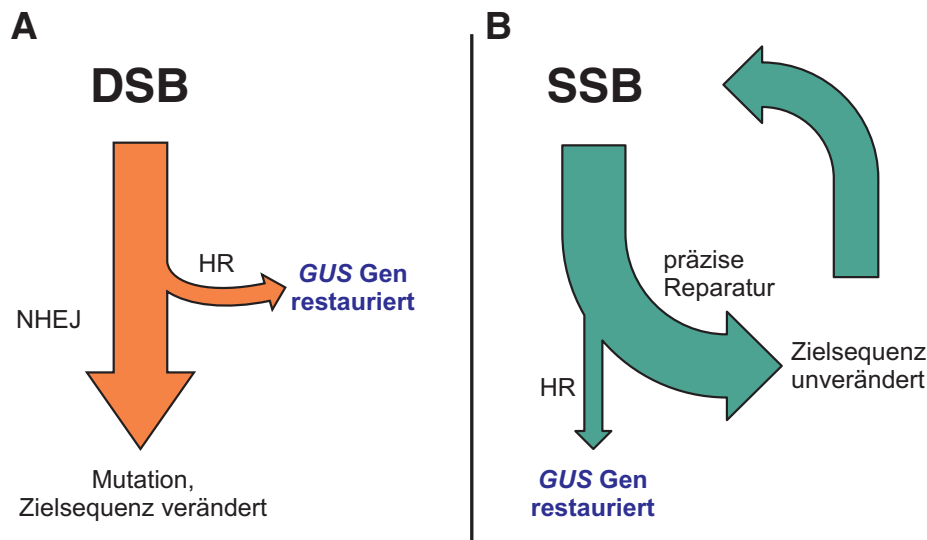 A
DSB
HR
GUS Gen
restauriert
NHEJ
Mutation,
Zielsequenz verändert
B
SSB
präzise
Reparatur
Zielsequenz
unverändert
HR
GUS Gen
restauriert